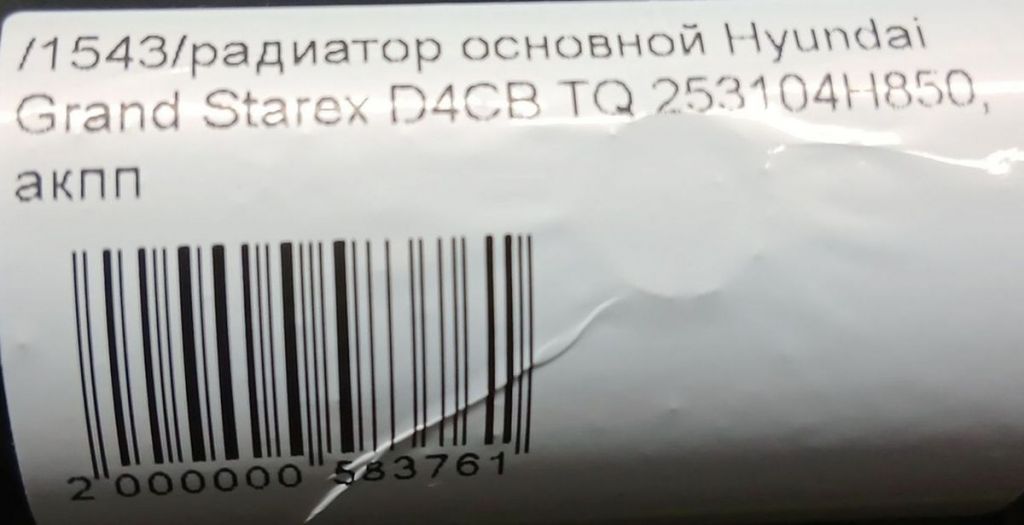 /1543/радиатор основной Hyundai
Grand Starex D4CB TQ 253104H850,
акпп
2 000000 583761